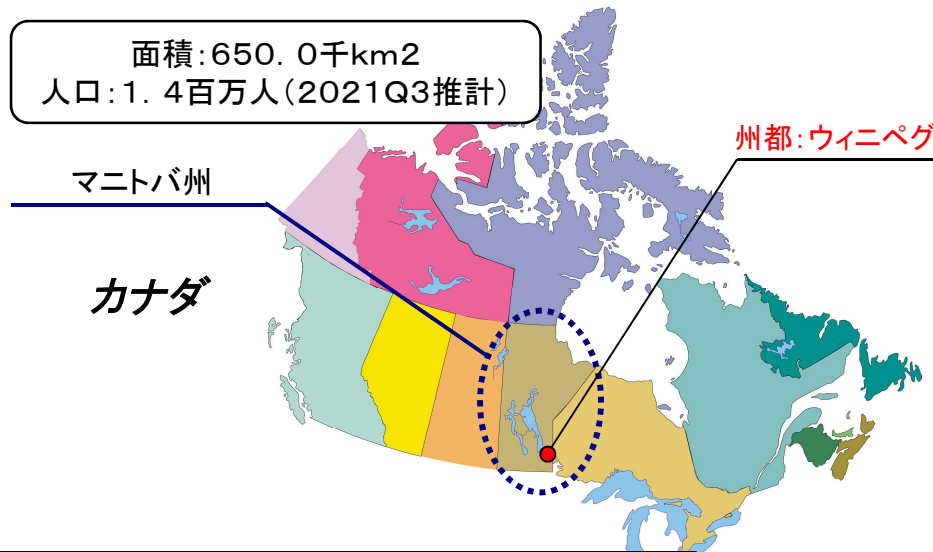 面積：650．0千km2
人口：1．4百万人（2021Q3推計）
州都：ウィニペグ
マニトバ州
カナダ